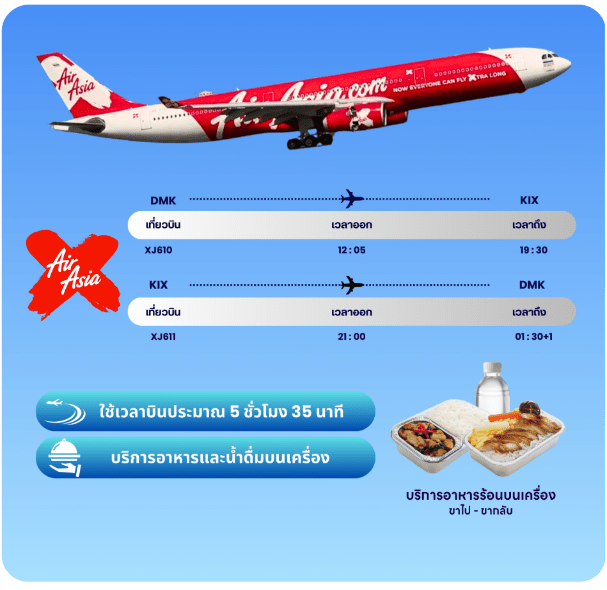 Air Asia
AirAsia.com
NOW EVERYONE CAN FLY XTRA LONG
DMK KIX
เที่ยวบิน เวลาออก เวลาถึง
XJ610 12 : 05 19 : 30
Air Asia
KIX DMK
เที่ยวบิน เวลาออก เวลาถึง
XJ611 21 : 00 01 : 30+1
ใช้เวลาบินประมาณ 5 ชั่วโมง 35 นาที
บริการอาหารและน้ำดื่มบนเครื่อง
บริการอาหารร้อนบนเครื่อง
ขาไป - ขากลับ